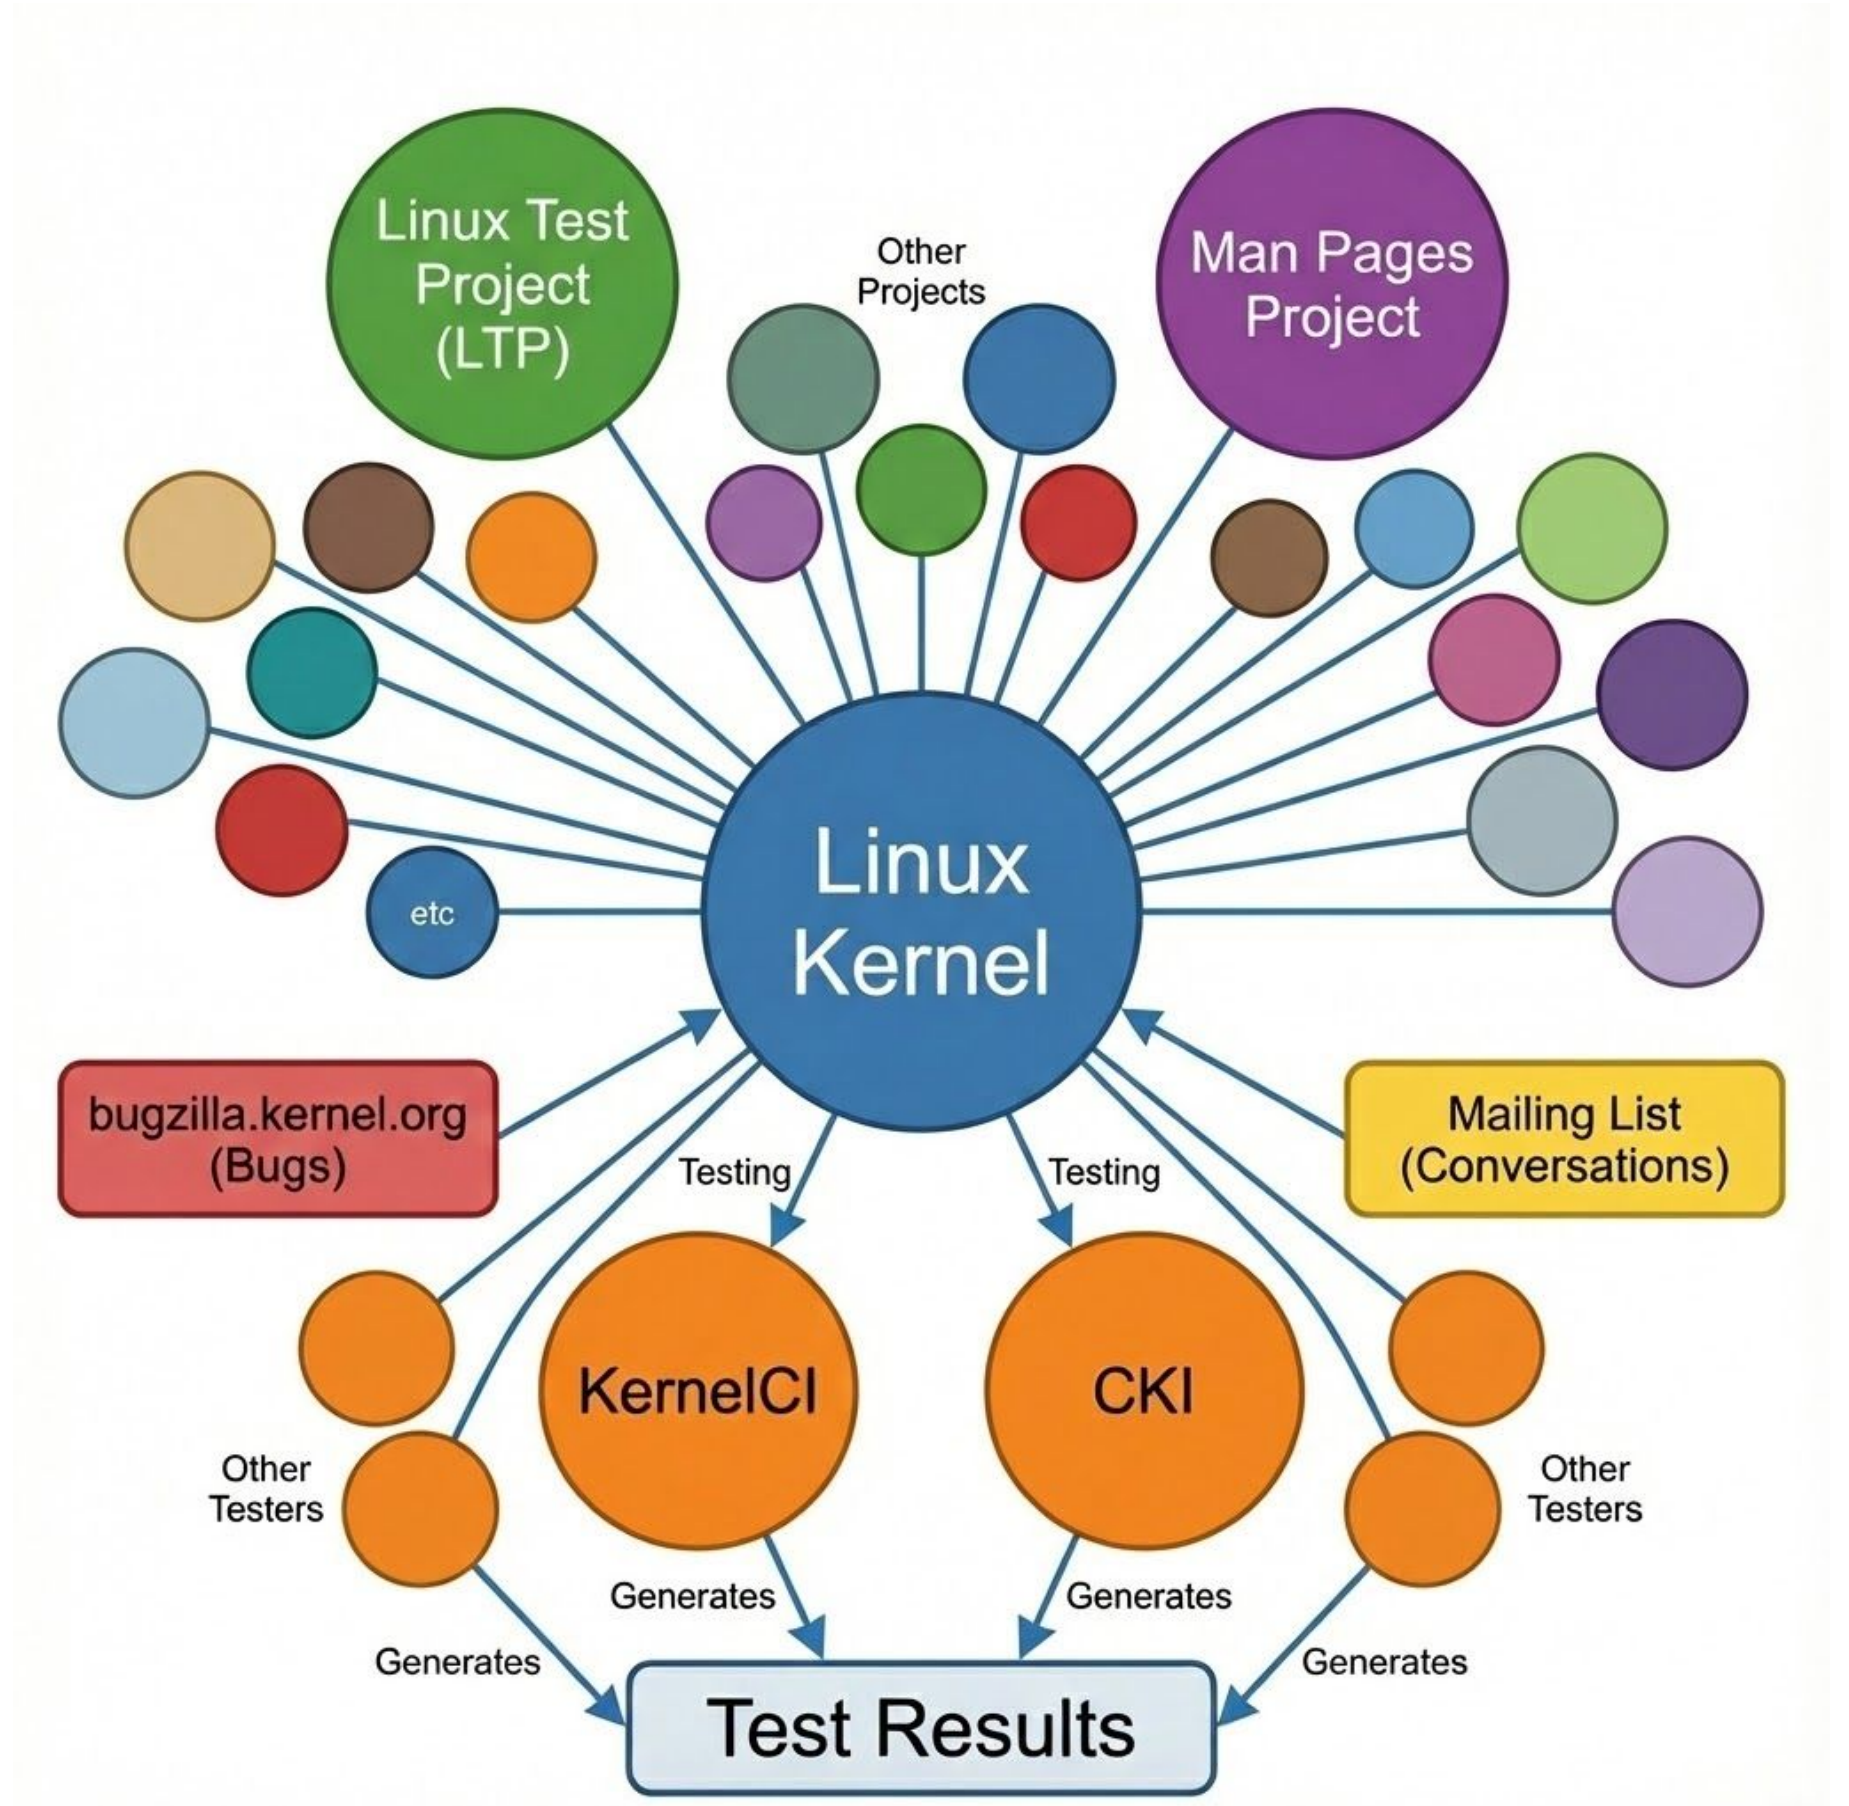 Linux Test
Project
(LTP)
Other
Projects
Man Pages
Project
etc
Linux
Kernel
bugzilla.kernel.org
(Bugs)
Mailing List
(Conversations)
Testing
Testing
KernelCI
CKI
Other
Testers
Other
Testers
Generates
Generates
Generates
Generates
Test Results